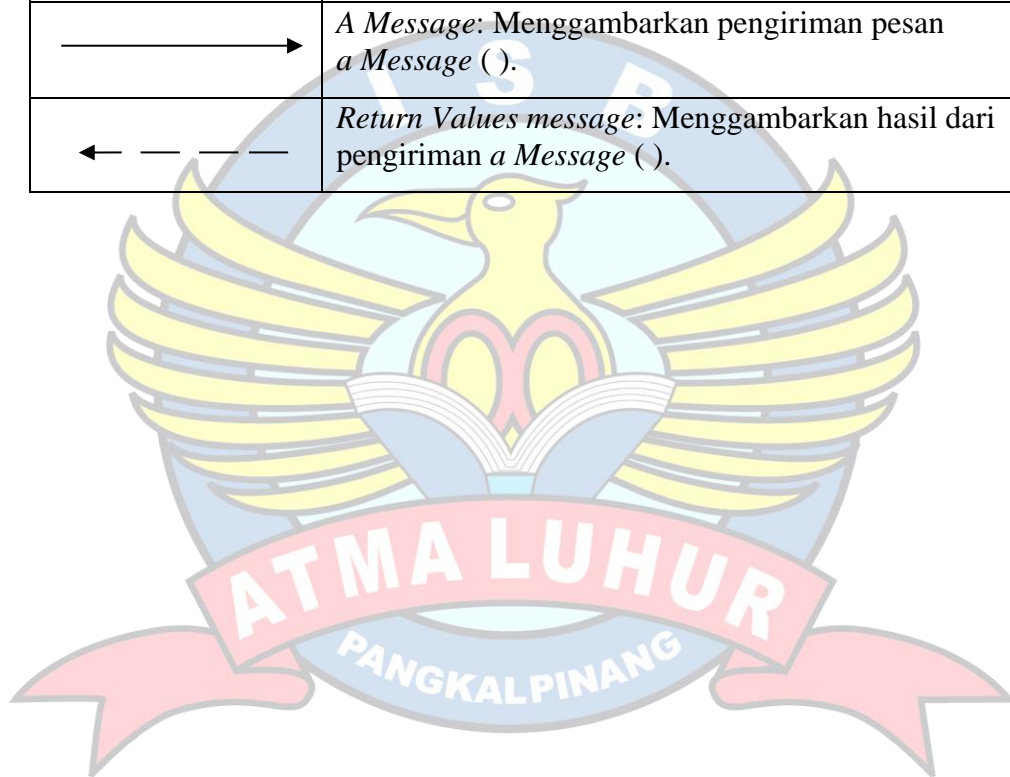 A Message: Menggambarkan pengiriman pesan
a Message ( ).
Return Values message: Menggambarkan hasil dari
pengiriman a Message ( ).
I S B
ATMA LUHUR
PANGKALPINANG